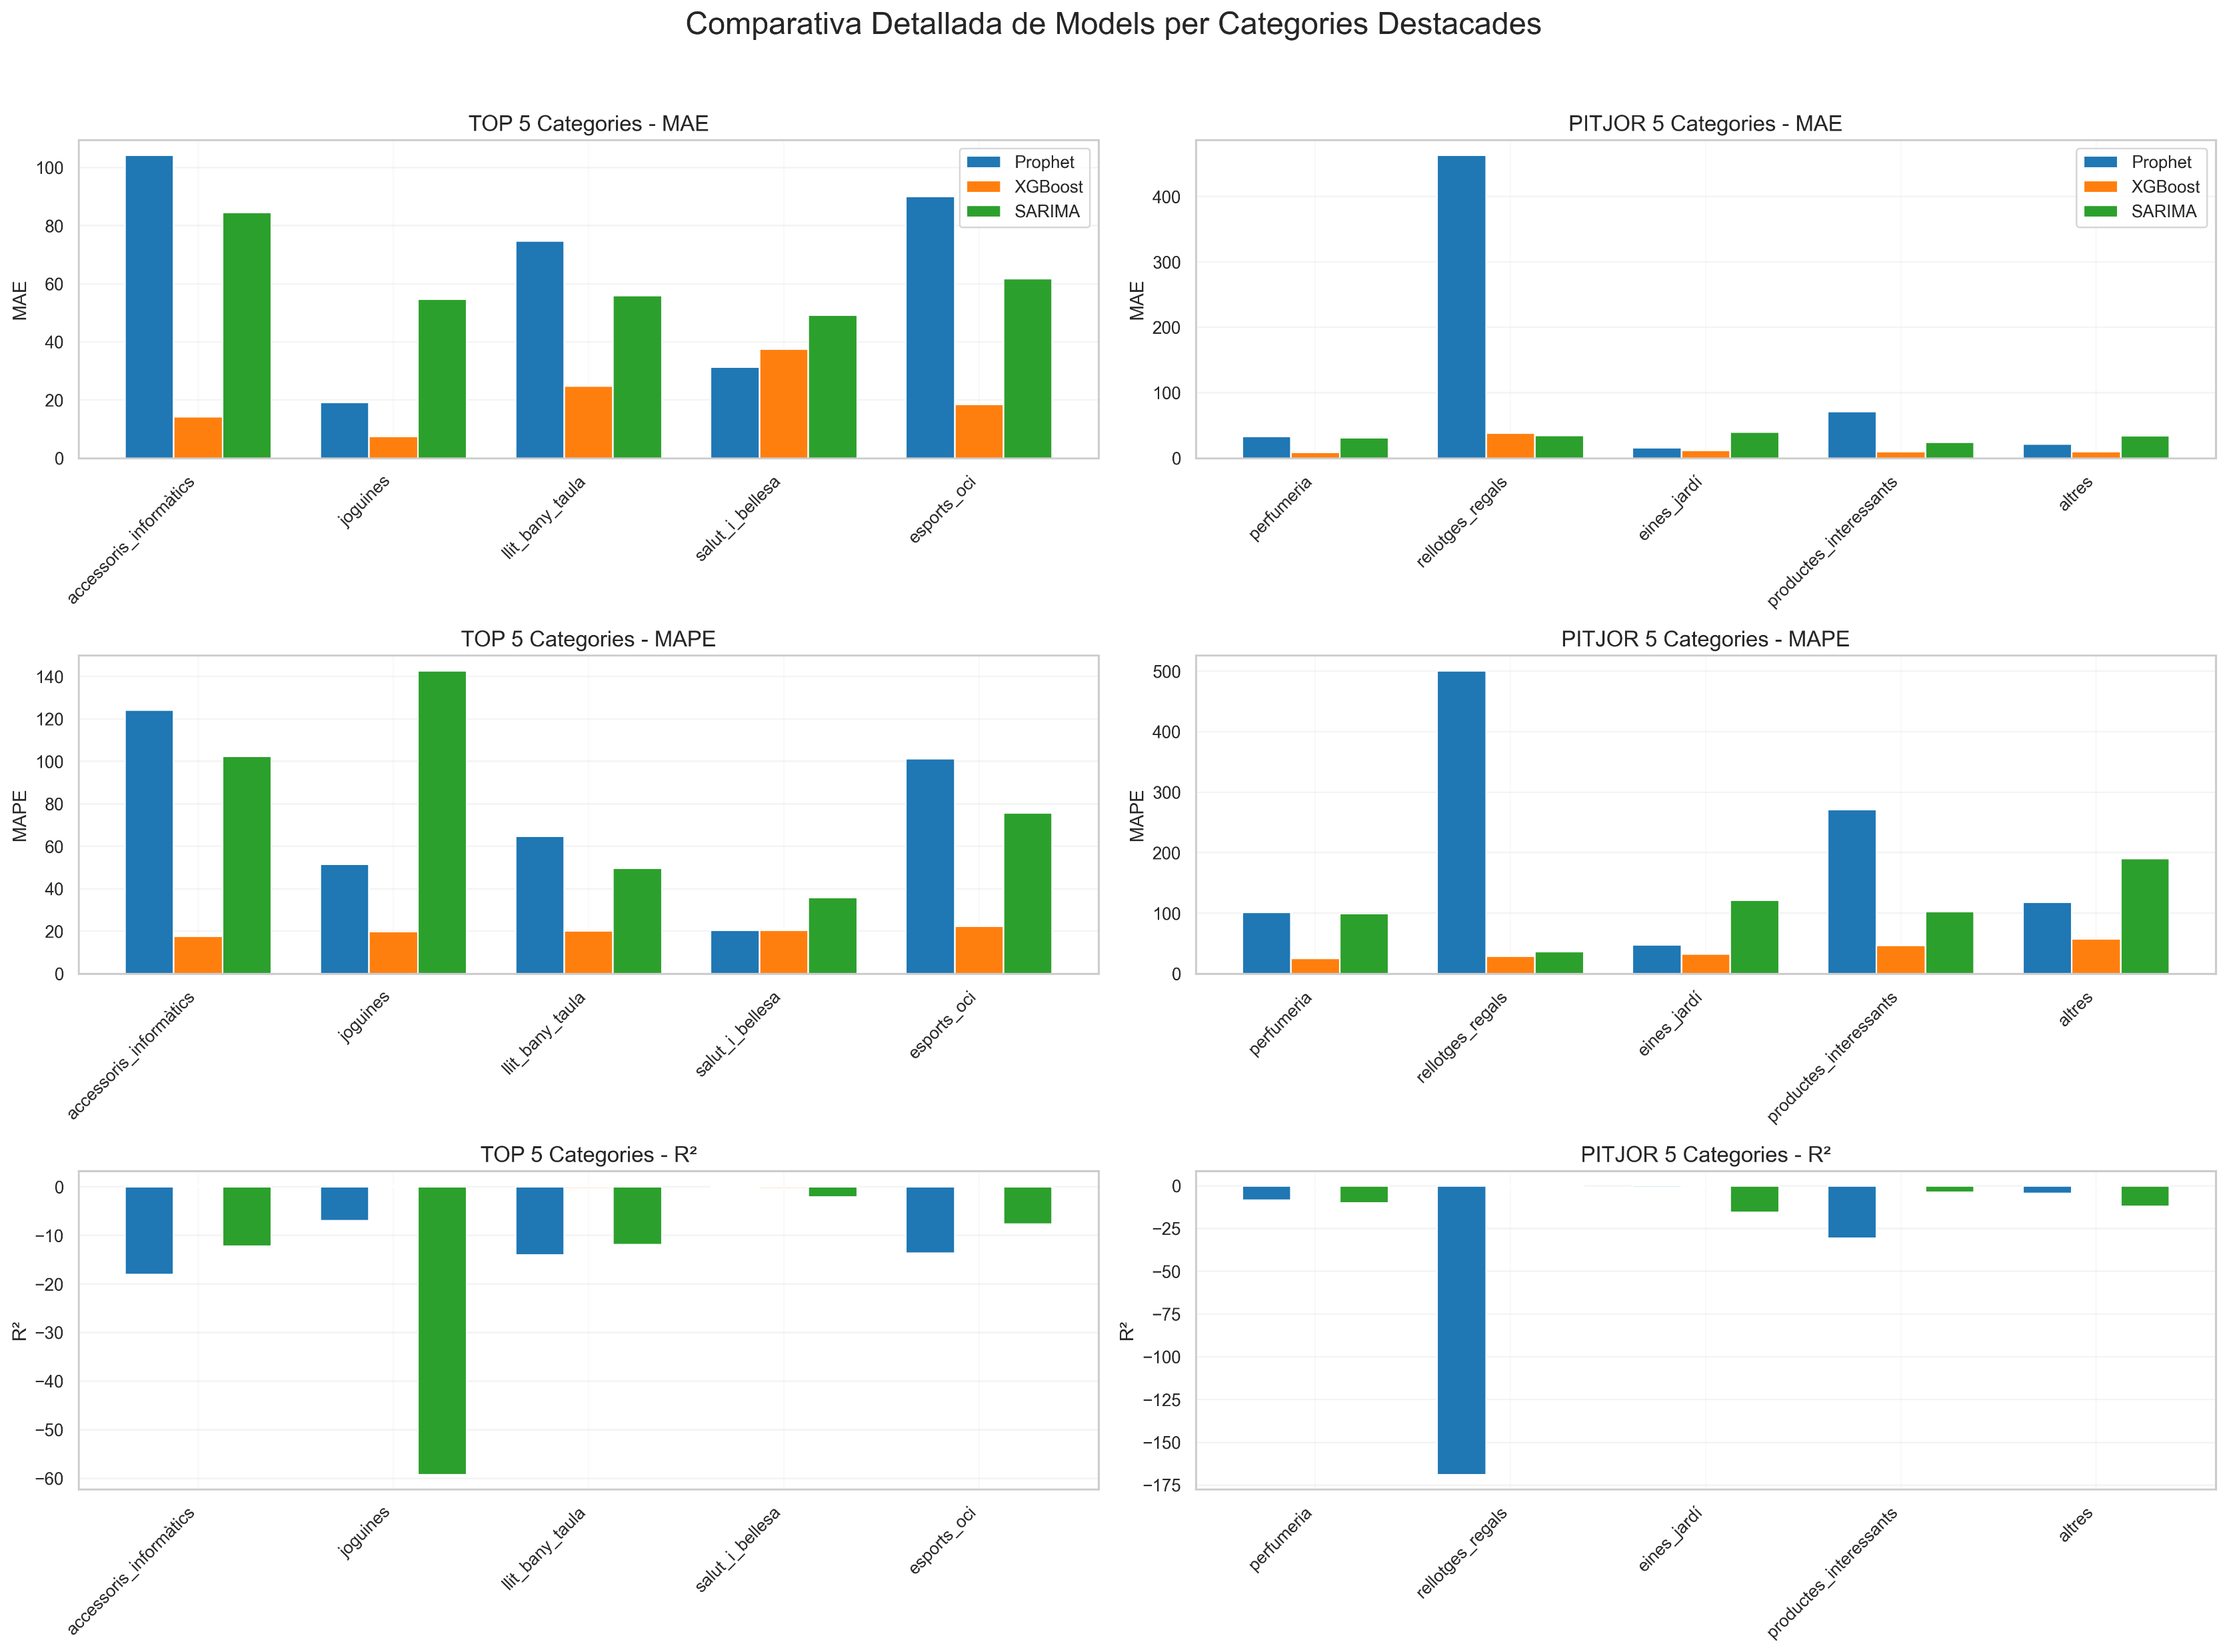 Comparativa Detallada de Models per Categories Destacades
TOP 5 Categories - MAE
MAE
100
80
60
40
20
0
Prophet
XGBoost
SARIMA
accessoris_informàtics
joguines
llit_bany_taula
salut_i_bellesa
esports_oci
PITJOR 5 Categories - MAE
MAE
400
300
200
100
0
Prophet
XGBoost
SARIMA
perfumeria
rellotges_regals
eines_jardí
productes_interessants
altres
TOP 5 Categories - MAPE
MAPE
140
120
100
80
60
40
20
0
accessoris_informàtics
joguines
llit_bany_taula
salut_i_bellesa
esports_oci
PITJOR 5 Categories - MAPE
MAPE
500
400
300
200
100
0
perfumeria
rellotges_regals
eines_jardí
productes_interessants
altres
TOP 5 Categories - R²
R²
0
−10
−20
−30
−40
−50
−60
accessoris_informàtics
joguines
llit_bany_taula
salut_i_bellesa
esports_oci
PITJOR 5 Categories - R²
R²
0
−25
−50
−75
−100
−125
−150
−175
perfumeria
rellotges_regals
eines_jardí
productes_interessants
altres